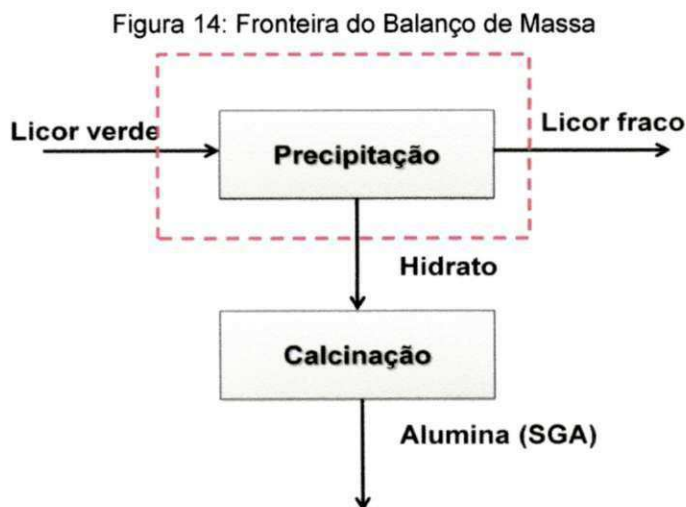 Figura 14: Fronteira do Balanço de Massa
Licor verde
Precipitação
Licor fraco
Hidrato
Calcinação
Alumina (SGA)